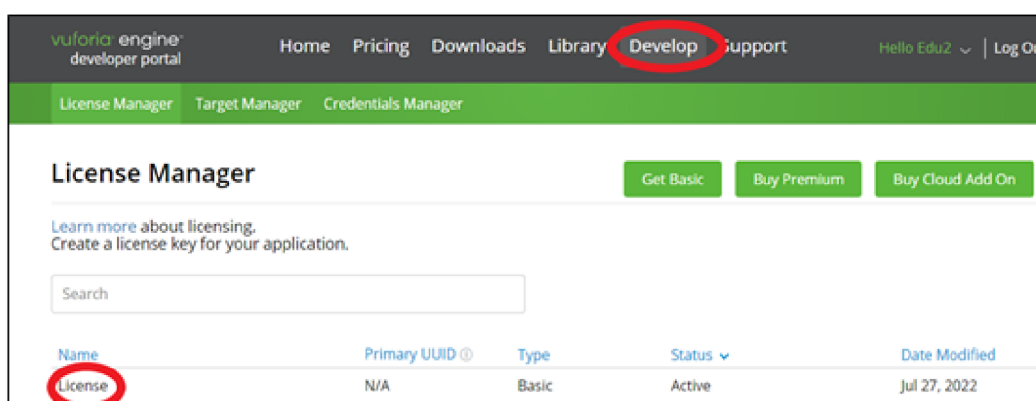 vuforia engine
developer portal
Home Pricing Downloads Library Develop Support
Hello Edu2 | Log Ou
License Manager Target Manager Credentials Manager
License Manager
Get Basic Buy Premium Buy Cloud Add On
Learn more about licensing.
Create a license key for your application.
Search
Name Primary UUID Type Status Date Modified
License N/A Basic Active Jul 27, 2022